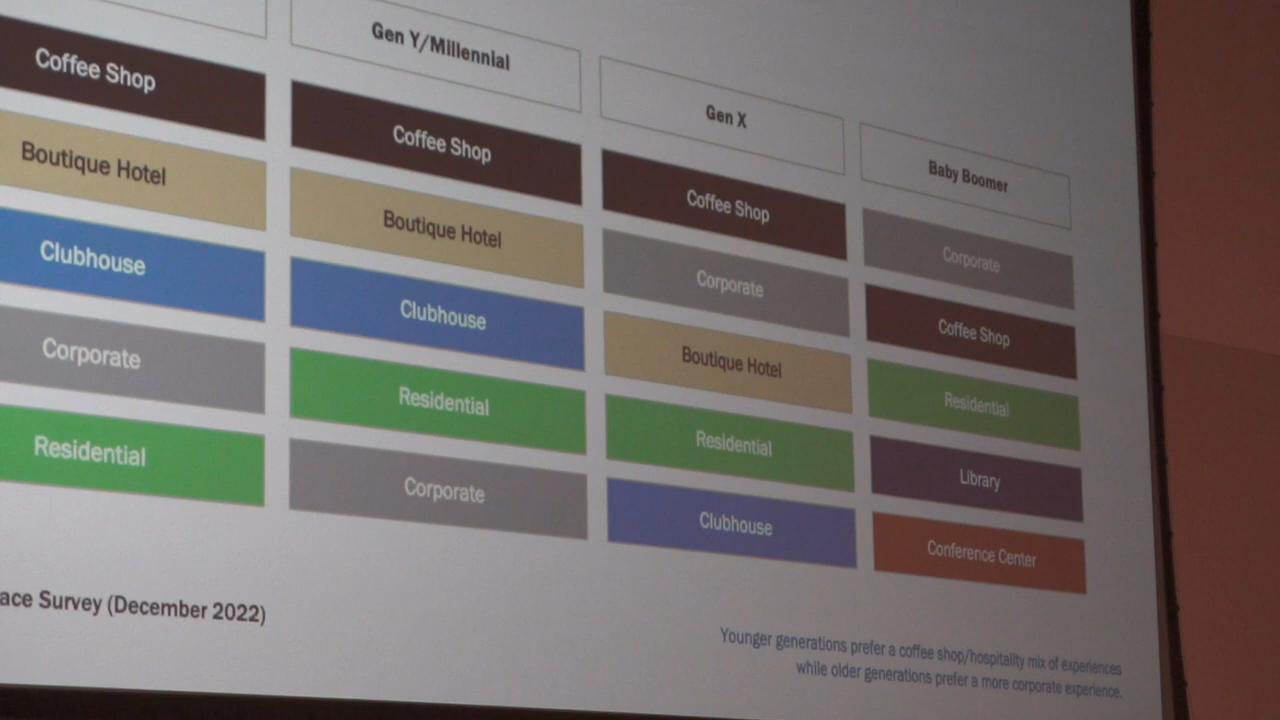 Gen Y/Millennial
Gen X
Baby Boomer
Coffee Shop
Coffee Shop
Coffee Shop
Corporate
Boutique Hotel
Boutique Hotel
Corporate
Coffee Shop
Clubhouse
Clubhouse
Boutique Hotel
Residential
Corporate
Residential
Residential
Library
Residential
Corporate
Clubhouse
Conference Center
ace Survey (December 2022)
Younger generations prefer a coffee shop/hospitality mix of experiences
while older generations prefer a more corporate experience.